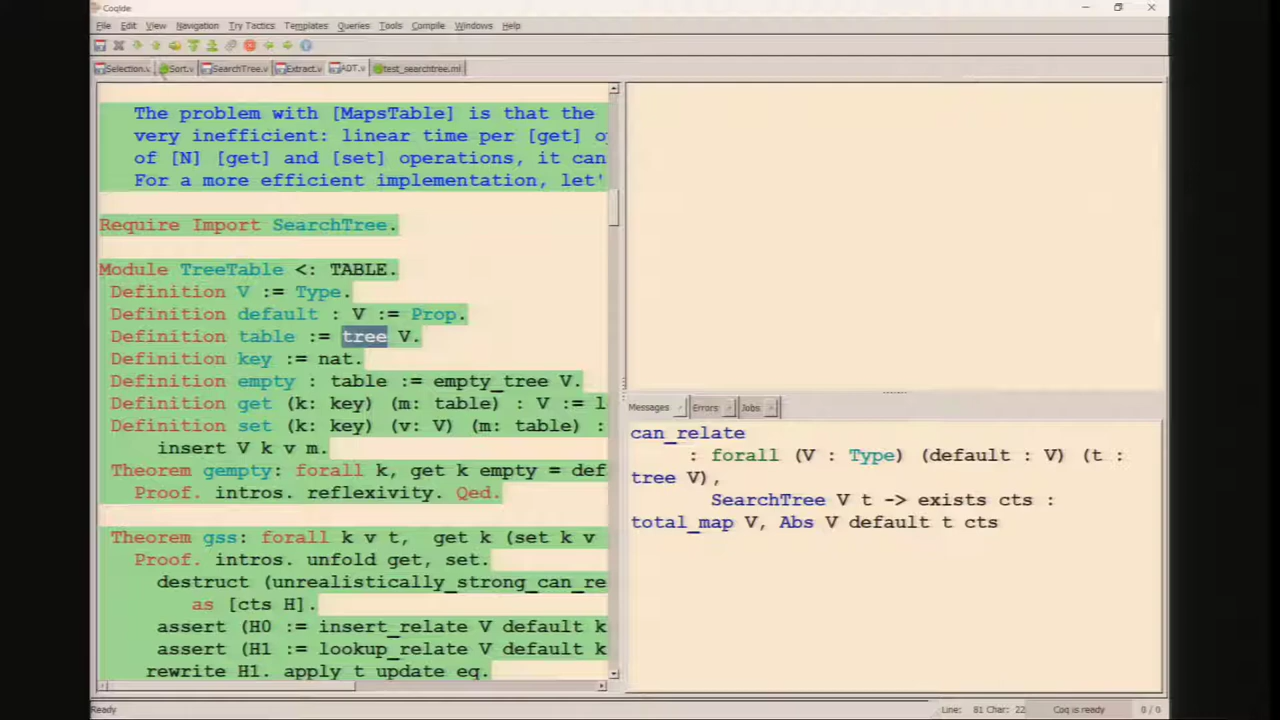 CoqIde
File Edit View Navigation Try Tactics Templates Queries Tools Compile Windows Help
Selection.v Sort.v SearchTree.v Extract.v ADT.v test_searchtree.ml
The problem with [MapsTable] is that the
very inefficient: linear time per [get] o
of [N] [get] and [set] operations, it can
For a more efficient implementation, let'
Require Import SearchTree.
Module TreeTable <: TABLE.
Definition V := Type.
Definition default : V := Prop.
Definition table := tree V.
Definition key := nat.
Definition empty : table := empty_tree V.
Definition get (k: key) (m: table) : V := l
Definition set (k: key) (v: V) (m: table) :
insert V k v m.
Theorem gempty: forall k, get k empty = def
Proof. intros. reflexivity. Qed.
Theorem gss: forall k v t, get k (set k v
Proof. intros. unfold get, set.
destruct (unrealistically_strong_can_re
as [cts H].
assert (H0 := insert_relate V default k
assert (H1 := lookup_relate V default k
rewrite H1. apply t_update_eq.
Messages Errors Jobs
can_relate
: forall (V : Type) (default : V) (t :
tree V),
SearchTree V t -> exists cts :
total_map V, Abs V default t cts
Ready
Line: 81 Char: 22 Coq is ready 0 / 0